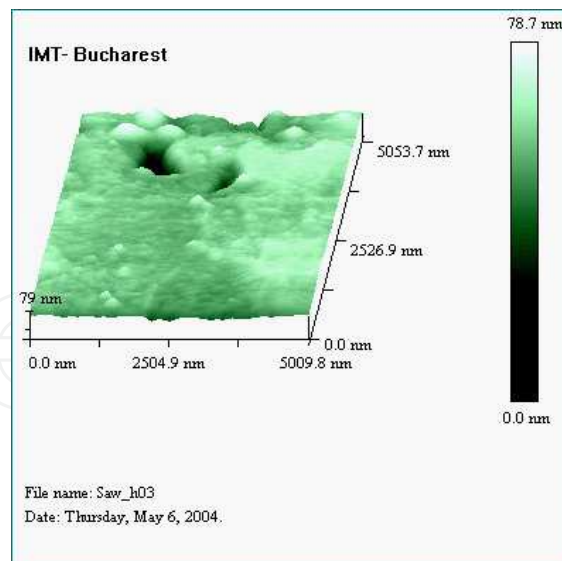 78.7 nm
IMT- Bucharest
5053.7 nm
2526.9 nm
79 nm
0.0 nm
0.0 nm 2504.9 nm 5009.8 nm
0.0 nm
File name: Saw_h03
Date: Thursday, May 6, 2004.